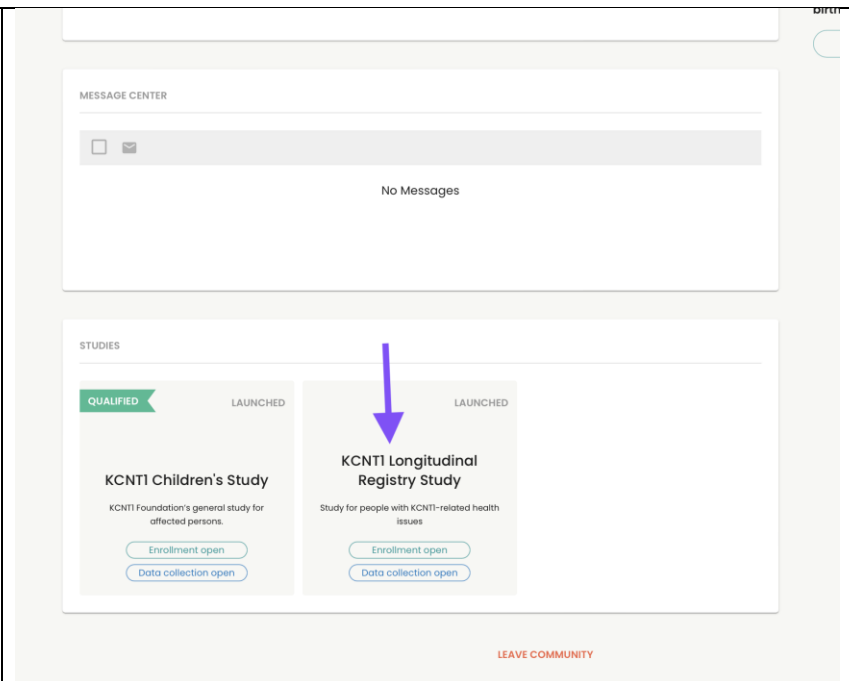 MESSAGE CENTER
No Messages
STUDIES
QUALIFIED
LAUNCHED
KCNT1 Children's Study
KCNT1 Foundation's general study for
affected persons.
Enrollment open
Data collection open
LAUNCHED
KCNT1 Longitudinal
Registry Study
Study for people with KCNT1-related health
issues
Enrollment open
Data collection open
LEAVE COMMUNITY